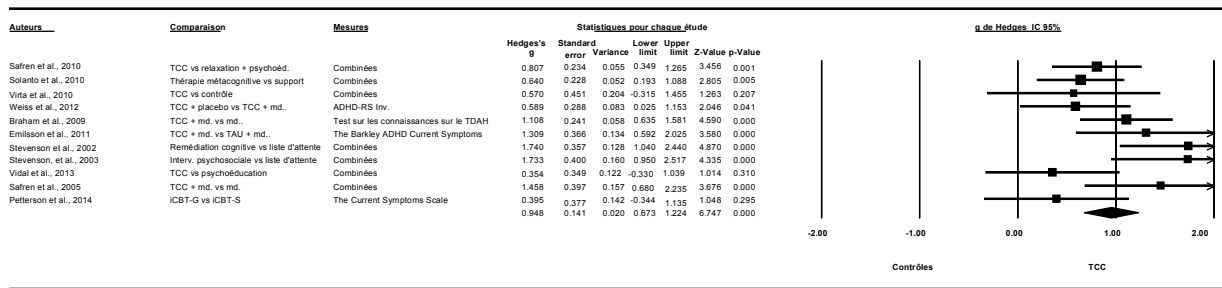 Auteurs Comparaison Mesures Statistiques pour chaque étude g de Hedges IC 95%
Hedges's g Standard error Variance Lower limit Upper limit Z-Value p-Value
Safren et al., 2010 TCC vs relaxation + psychoéd. Combinées 0.807 0.234 0.055 0.349 1.265 3.456 0.001
Solanto et al., 2010 Thérapie métacognitive vs support Combinées 0.640 0.228 0.052 0.193 1.088 2.805 0.005
Virta et al., 2010 TCC vs contrôle Combinées 0.570 0.451 0.204 -0.315 1.455 1.263 0.207
Weiss et al., 2012 TCC + placebo vs TCC + md.. ADHD-RS Inv. 0.589 0.288 0.083 0.025 1.153 2.046 0.041
Braham et al., 2009 TCC + md. vs md.. Test sur les connaissances sur le TDAH 1.108 0.241 0.058 0.635 1.581 4.590 0.000
Emilsson et al., 2011 TCC + md. vs TAU + md.. The Barkley ADHD Current Symptoms 1.309 0.366 0.134 0.592 2.025 3.580 0.000
Stevenson et al., 2002 Remédiation cognitive vs liste d'attente Combinées 1.740 0.357 0.128 1.040 2.440 4.870 0.000
Stevenson, et al., 2003 Interv. psychosociale vs liste d'attente Combinées 1.733 0.400 0.160 0.950 2.517 4.335 0.000
Vidal et al., 2013 TCC vs psychoéducation Combinées 0.354 0.349 0.122 -0.330 1.039 1.014 0.310
Safren et al., 2005 TCC + md. vs md. Combinées 1.458 0.397 0.157 0.680 2.235 3.676 0.000
Petterson et al., 2014 iCBT-G vs iCBT-S The Current Symptoms Scale 0.395 0.377 0.142 -0.344 1.135 1.048 0.295
0.948 0.141 0.020 0.673 1.224 6.747 0.000
-2.00 -1.00 0.00 1.00 2.00
Contrôles TCC